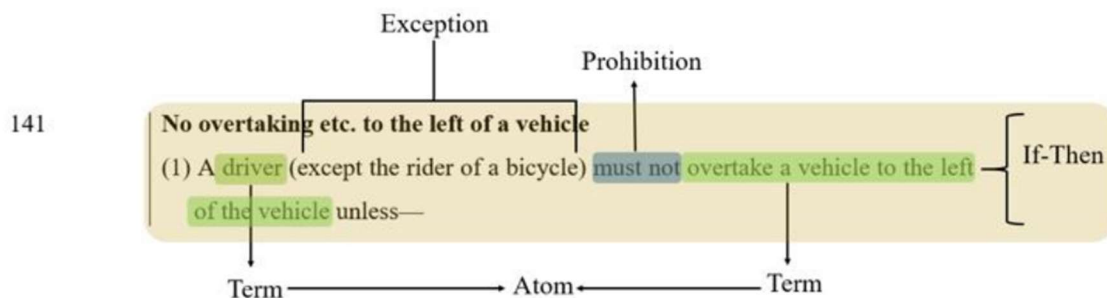 Exception
Prohibition
141
No overtaking etc. to the left of a vehicle
(1) A driver (except the rider of a bicycle) must not overtake a vehicle to the left
of the vehicle unless—
If-Then
Term
Atom
Term